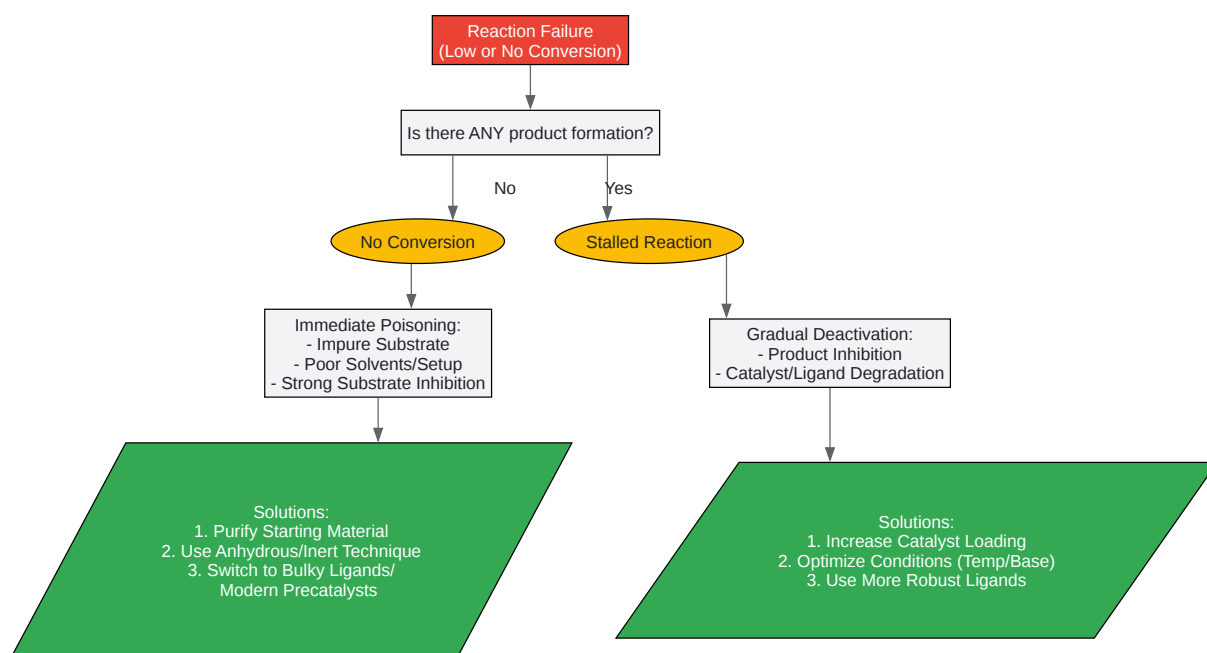 Reaction Failure
(Low or No Conversion)
Is there ANY product formation?
No
Yes
No Conversion
Stalled Reaction
Immediate Poisoning:
- Impure Substrate
- Poor Solvents/Setup
- Strong Substrate Inhibition
Gradual Deactivation:
- Product Inhibition
- Catalyst/Ligand Degradation
Solutions:
1. Purify Starting Material
2. Use Anhydrous/Inert Technique
3. Switch to Bulky Ligands/
Modern Precatalysts
Solutions:
1. Increase Catalyst Loading
2. Optimize Conditions (Temp/Base)
3. Use More Robust Ligands